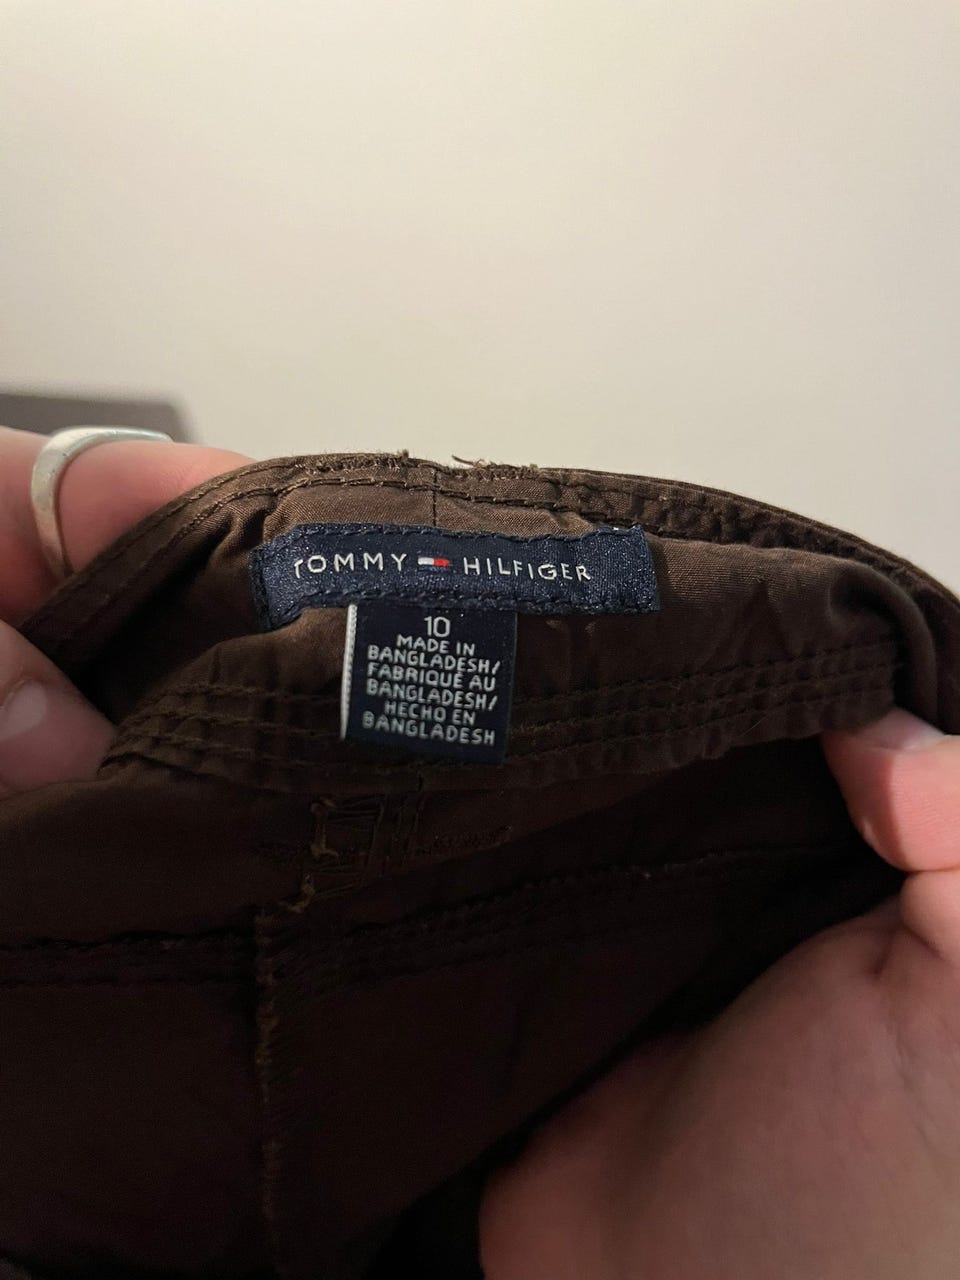 TOMMY HILFIGER
10
MADE IN
BANGLADESH/
FABRIQUÉ AU
BANGLADESH/
HECHO EN
BANGLADESH